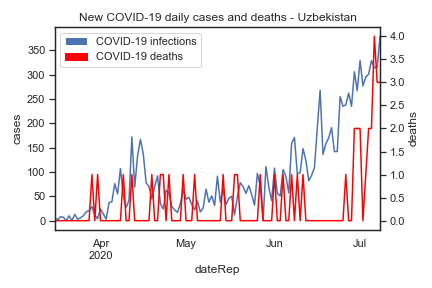 New COVID-19 daily cases and deaths - Uzbekistan
COVID-19 infections
COVID-19 deaths
350
300
250
200
150
100
50
0
cases
4.0
3.5
3.0
2.5
2.0
1.5
1.0
0.5
0.0
deaths
Apr
2020
May
Jun
Jul
dateRep